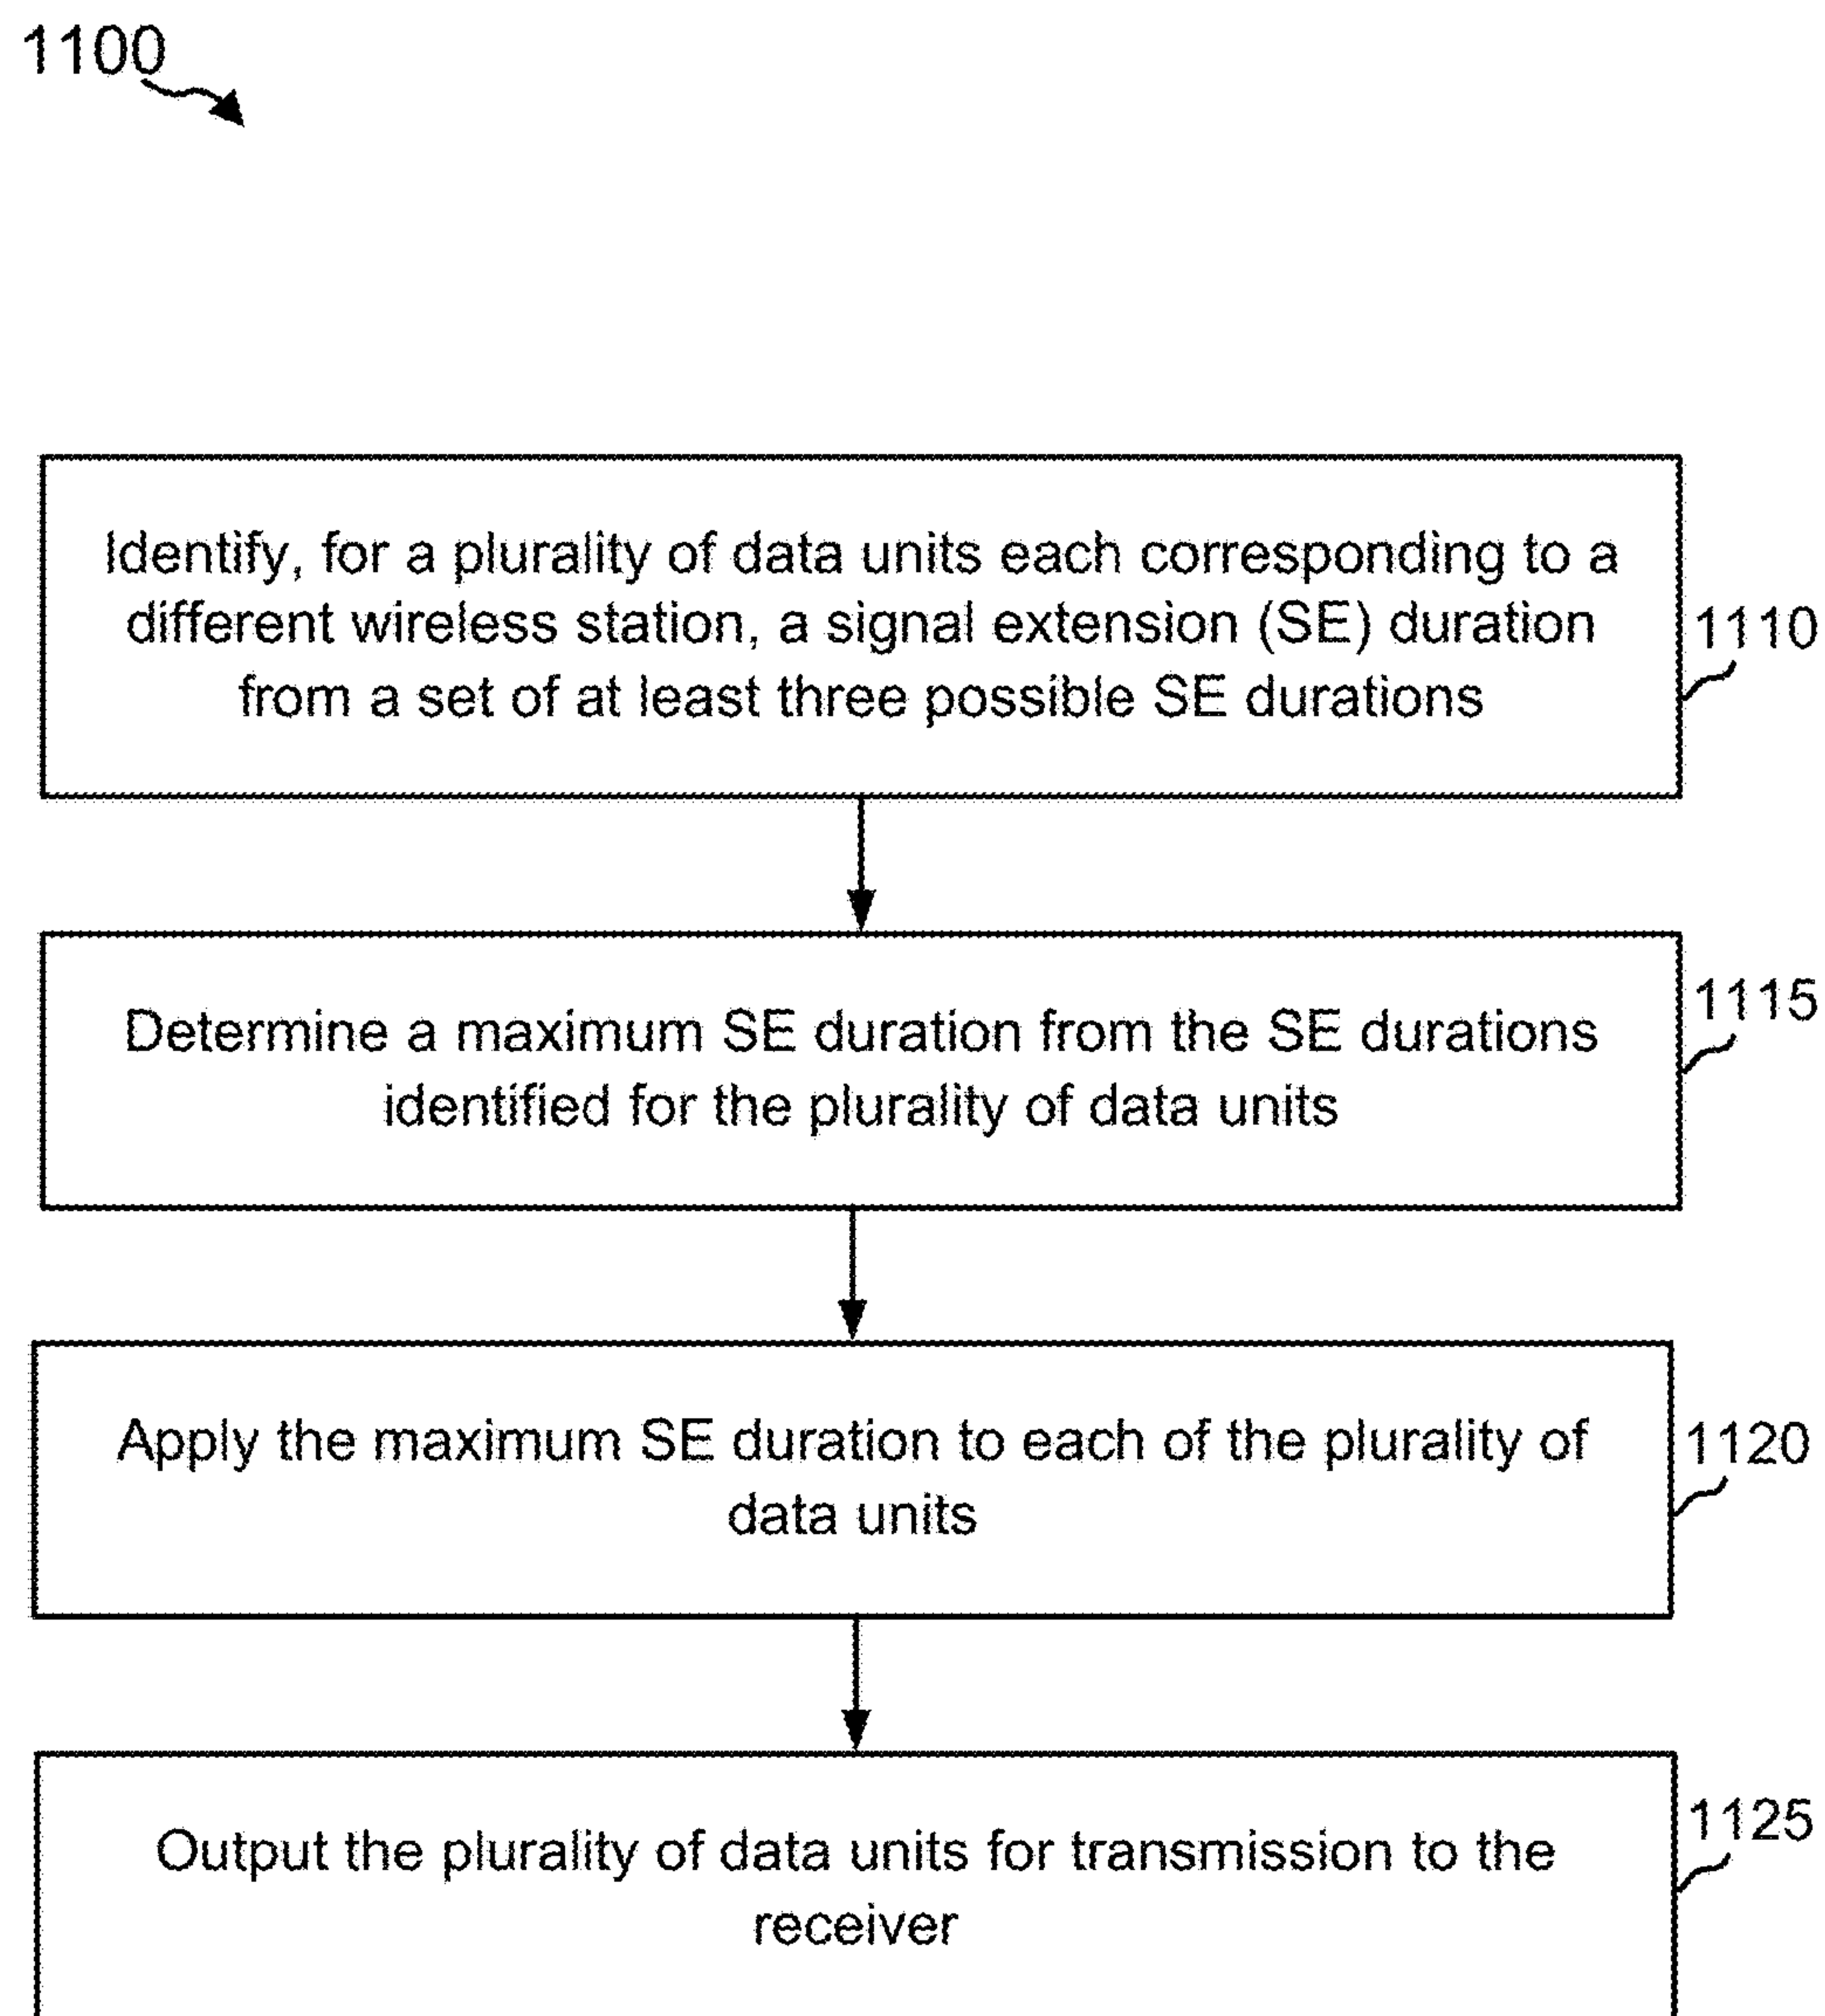 1100
Identify, for a plurality of data units each corresponding to a
different wireless station, a signal extension (SE) duration
from a set of at least three possible SE durations
1110
Determine a maximum SE duration from the SE durations
identified for the plurality of data units
1115
Apply the maximum SE duration to each of the plurality of
data units
1120
Output the plurality of data units for transmission to the
receiver
1125